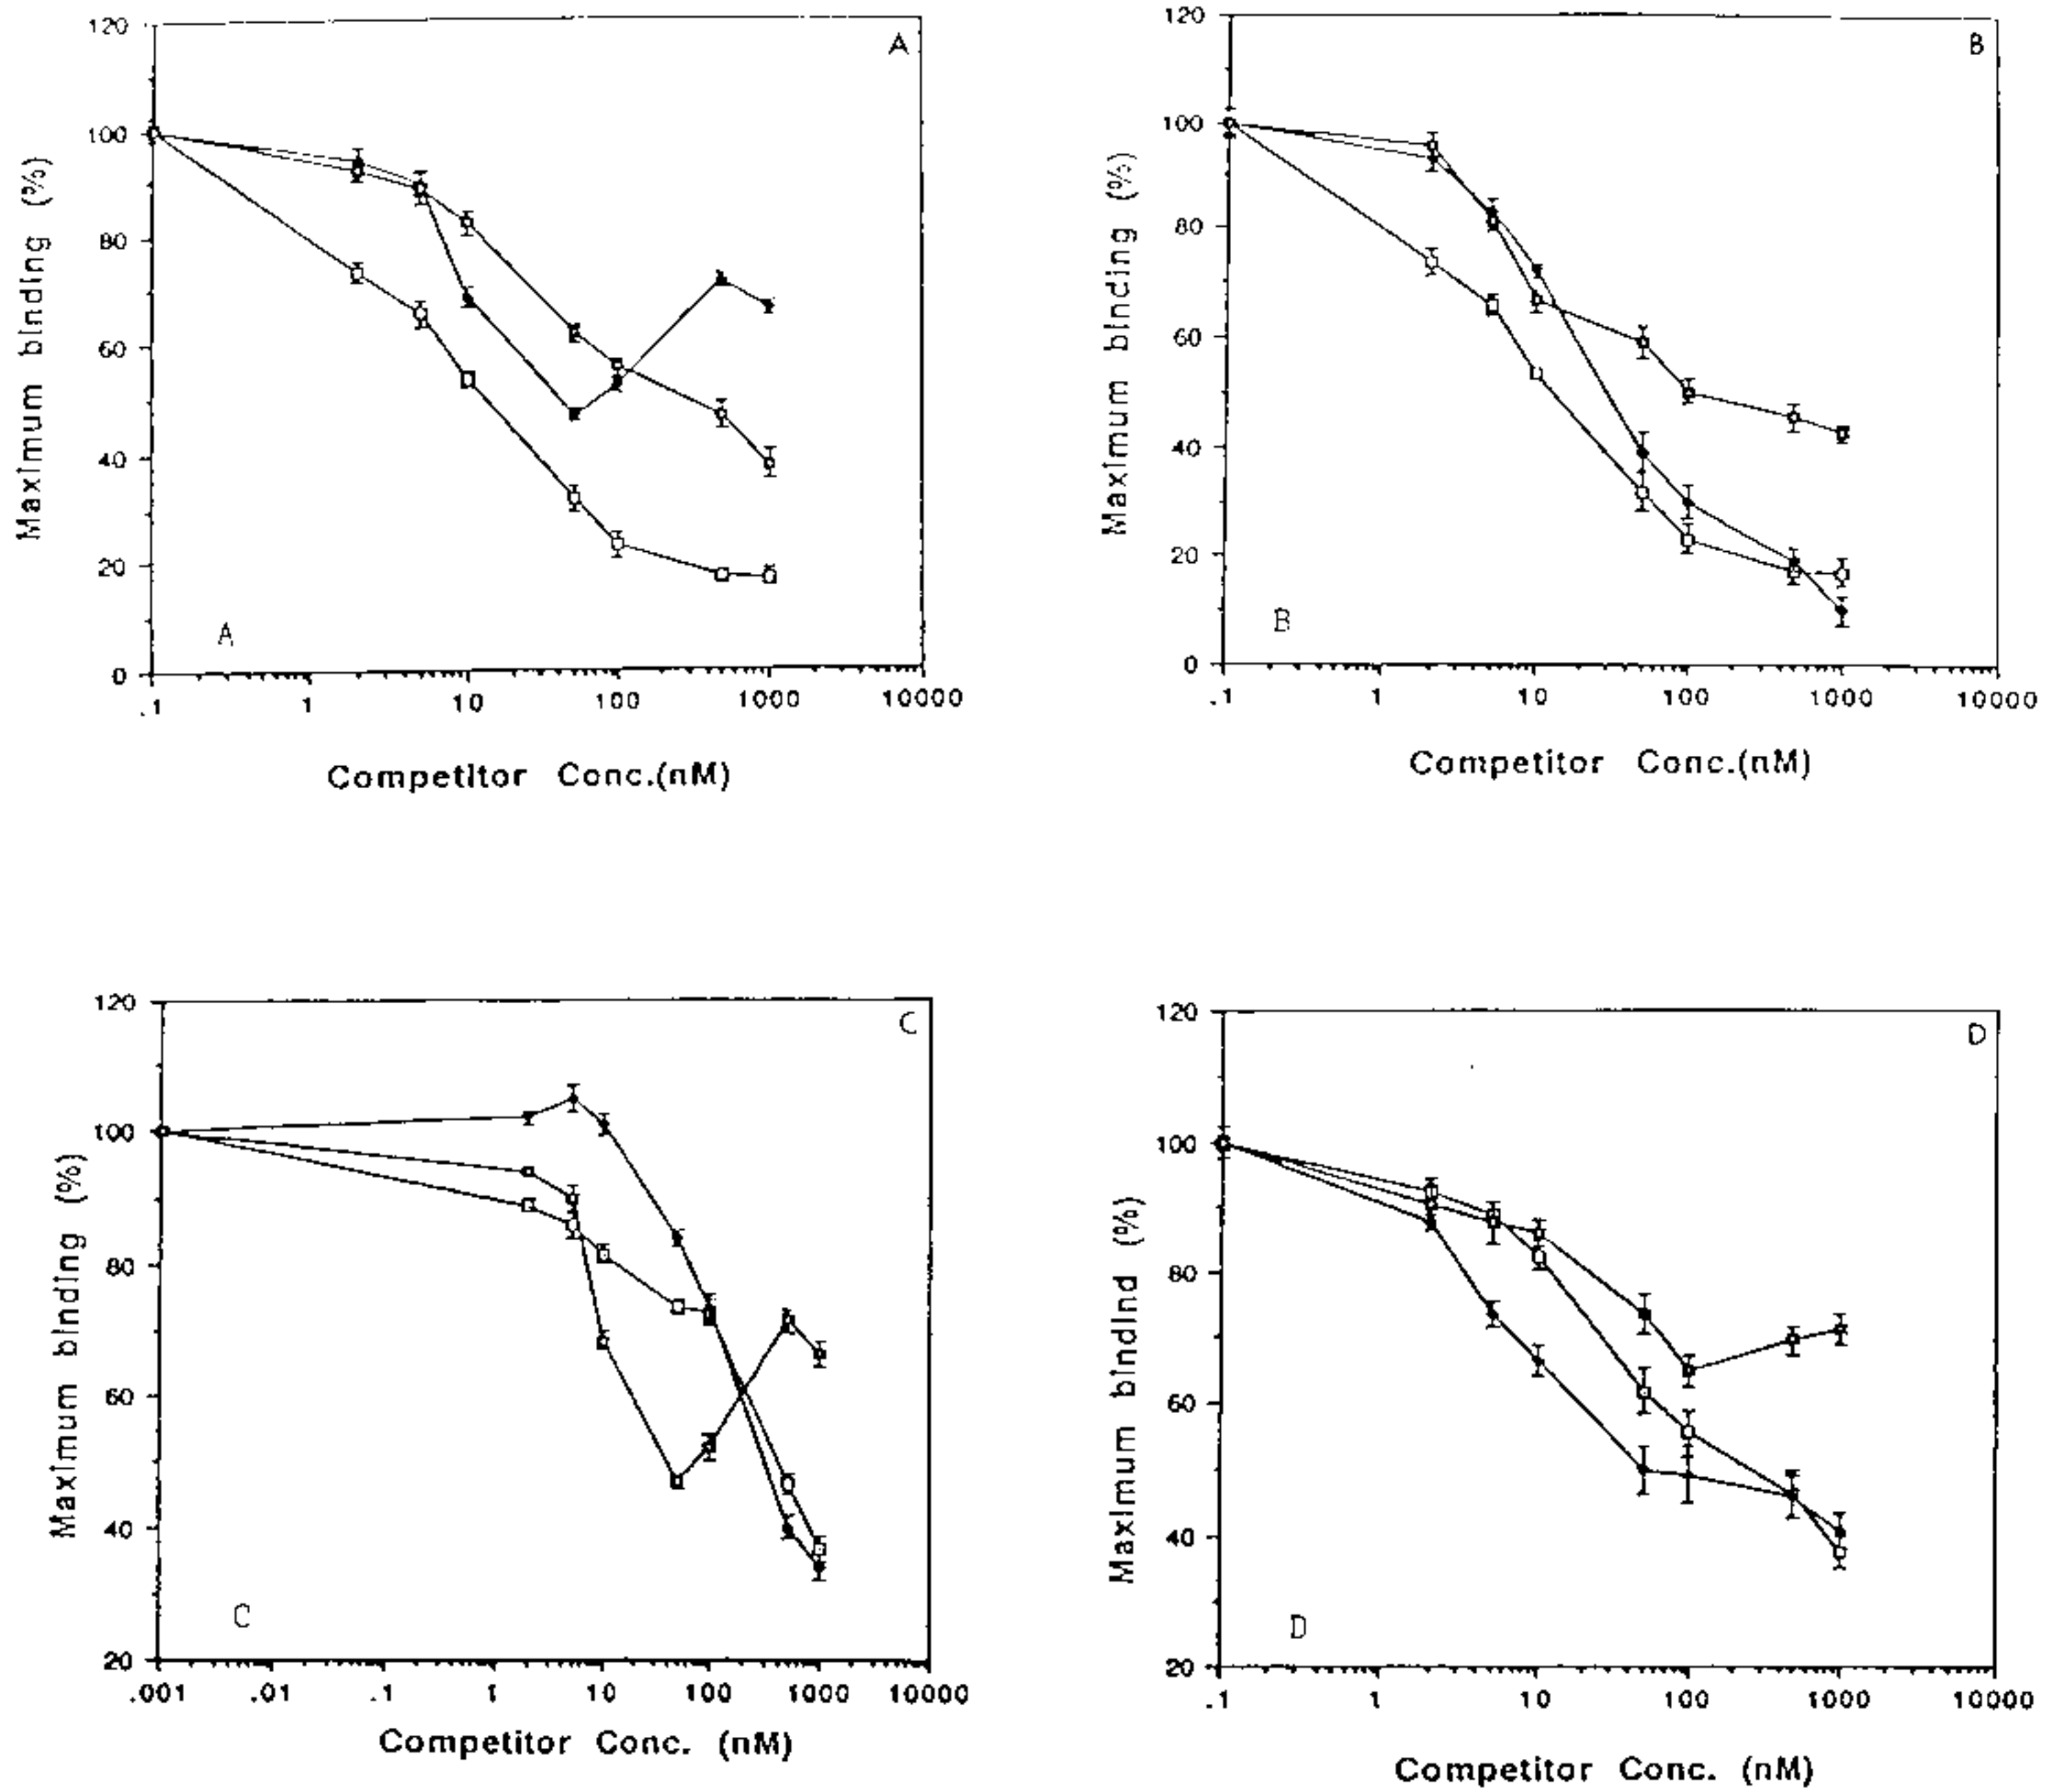 A
120
100
80
60
40
20
0
Maximum binding (%)
A
.1 1 10 100 1000 10000
Competitor Conc.(nM)
B
120
100
80
60
40
20
0
Maximum binding (%)
B
.1 1 10 100 1000 10000
Competitor Conc.(nM)
C
120
100
80
60
40
20
Maximum binding (%)
C
.001 .01 .1 1 10 100 1000 10000
Competitor Conc. (nM)
D
120
100
80
60
40
20
Maximum bindind (%)
D
.1 1 10 100 1000 10000
Competitor Conc. (nM)